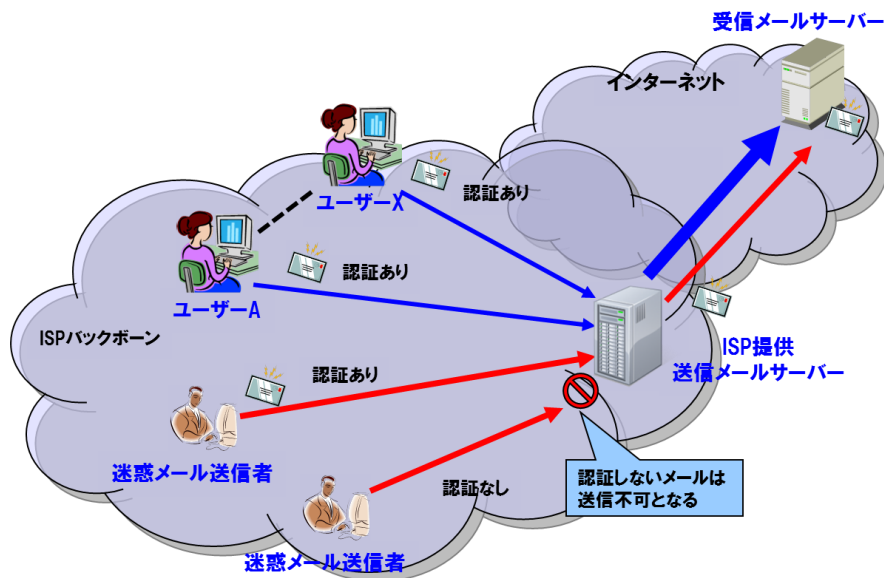 受信メールサーバー
インターネット
ユーザーX
認証あり
ユーザーA
認証あり
ISPバックボーン
ISP提供
送信メールサーバー
認証あり
迷惑メール送信者
認証なし
認証しないメールは
送信不可となる
迷惑メール送信者